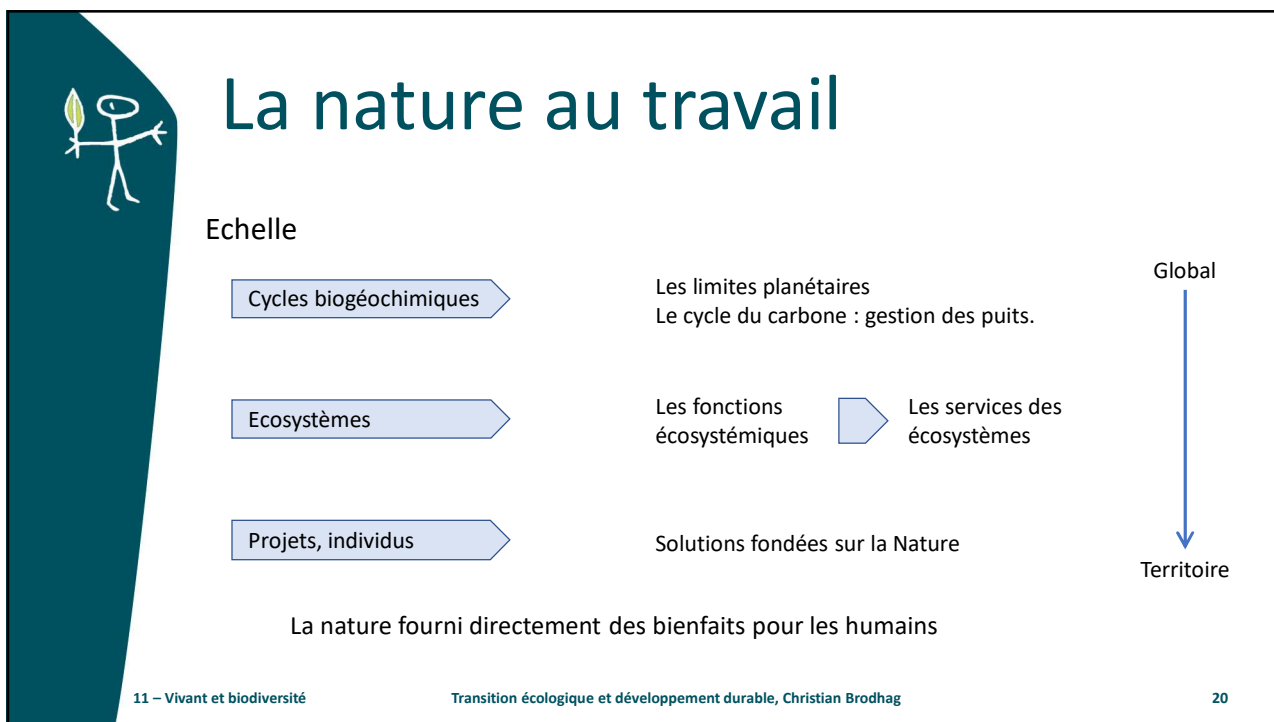 La nature au travail
Echelle
Global
Cycles biogéochimiques
Les limites planétaires
Le cycle du carbone : gestion des puits.
Ecosystèmes
Les fonctions
écosystémiques
Les services des
écosystèmes
Projets, individus
Solutions fondées sur la Nature
Territoire
La nature fourni directement des bienfaits pour les humains
11 – Vivant et biodiversité
Transition écologique et développement durable, Christian Brodhag
20